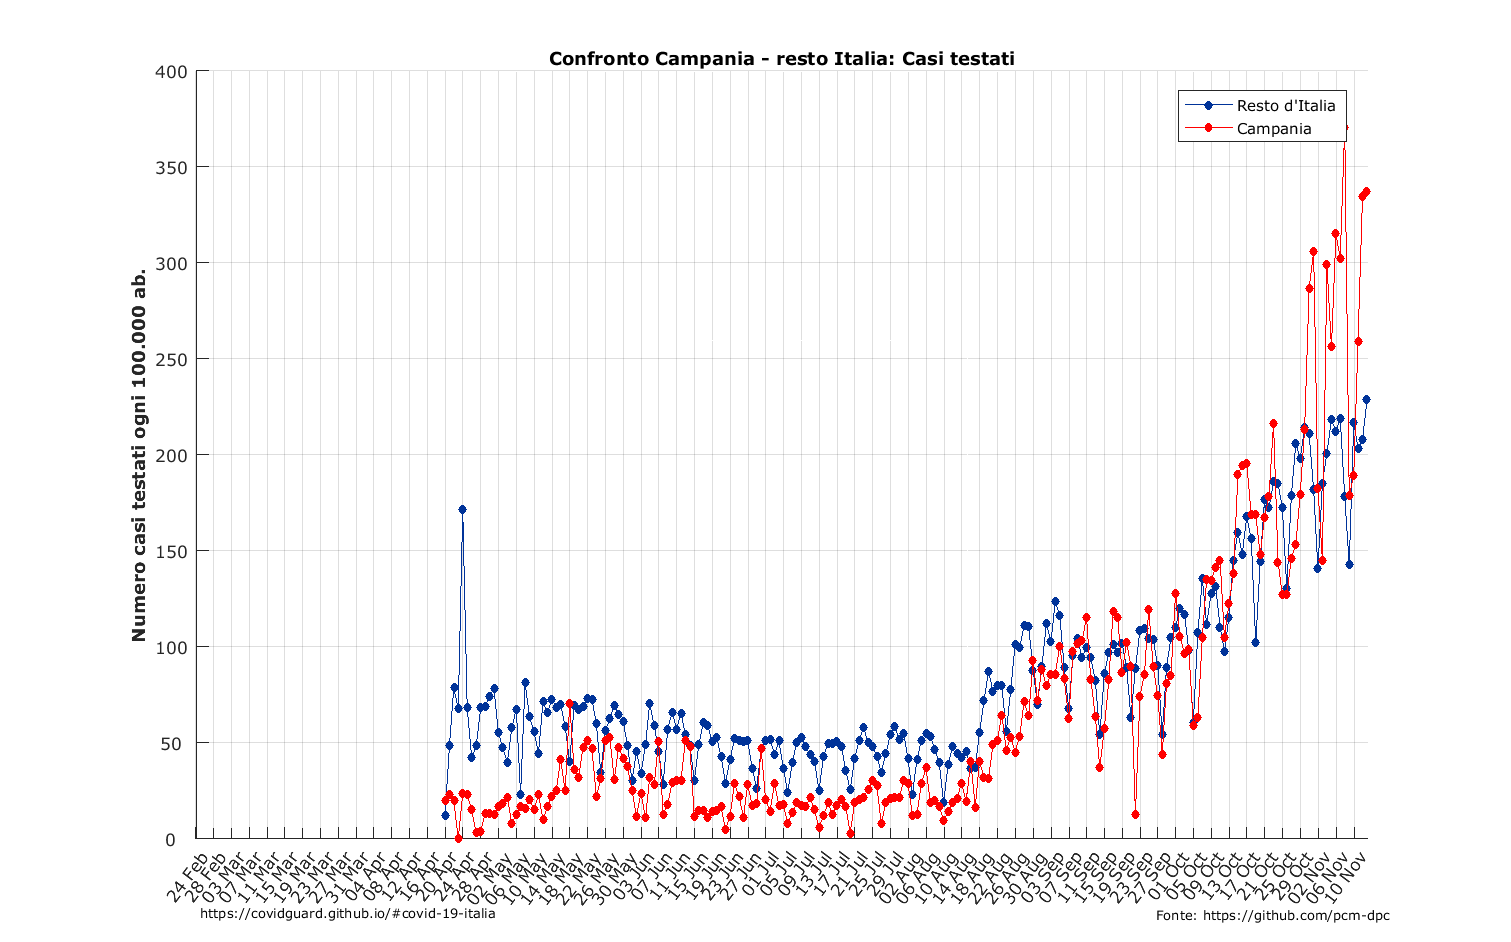 Confronto Campania - resto Italia: Casi testati
Resto d'Italia
Campania
Numero casi testati ogni 100.000 ab.
400
350
300
250
200
150
100
50
0
24 Feb
28 Feb
03 Mar
07 Mar
11 Mar
15 Mar
19 Mar
23 Mar
27 Mar
31 Mar
04 Apr
08 Apr
12 Apr
16 Apr
20 Apr
24 Apr
28 Apr
02 May
06 May
10 May
14 May
18 May
22 May
26 May
30 May
03 Jun
07 Jun
11 Jun
15 Jun
19 Jun
23 Jun
27 Jun
01 Jul
05 Jul
09 Jul
13 Jul
17 Jul
21 Jul
25 Jul
29 Jul
02 Aug
06 Aug
10 Aug
14 Aug
18 Aug
22 Aug
26 Aug
30 Aug
03 Sep
07 Sep
11 Sep
15 Sep
19 Sep
23 Sep
27 Sep
01 Oct
05 Oct
09 Oct
13 Oct
17 Oct
21 Oct
25 Oct
29 Oct
02 Nov
06 Nov
10 Nov
https://covidguard.github.io/#covid-19-italia
Fonte: https://github.com/pcm-dpc